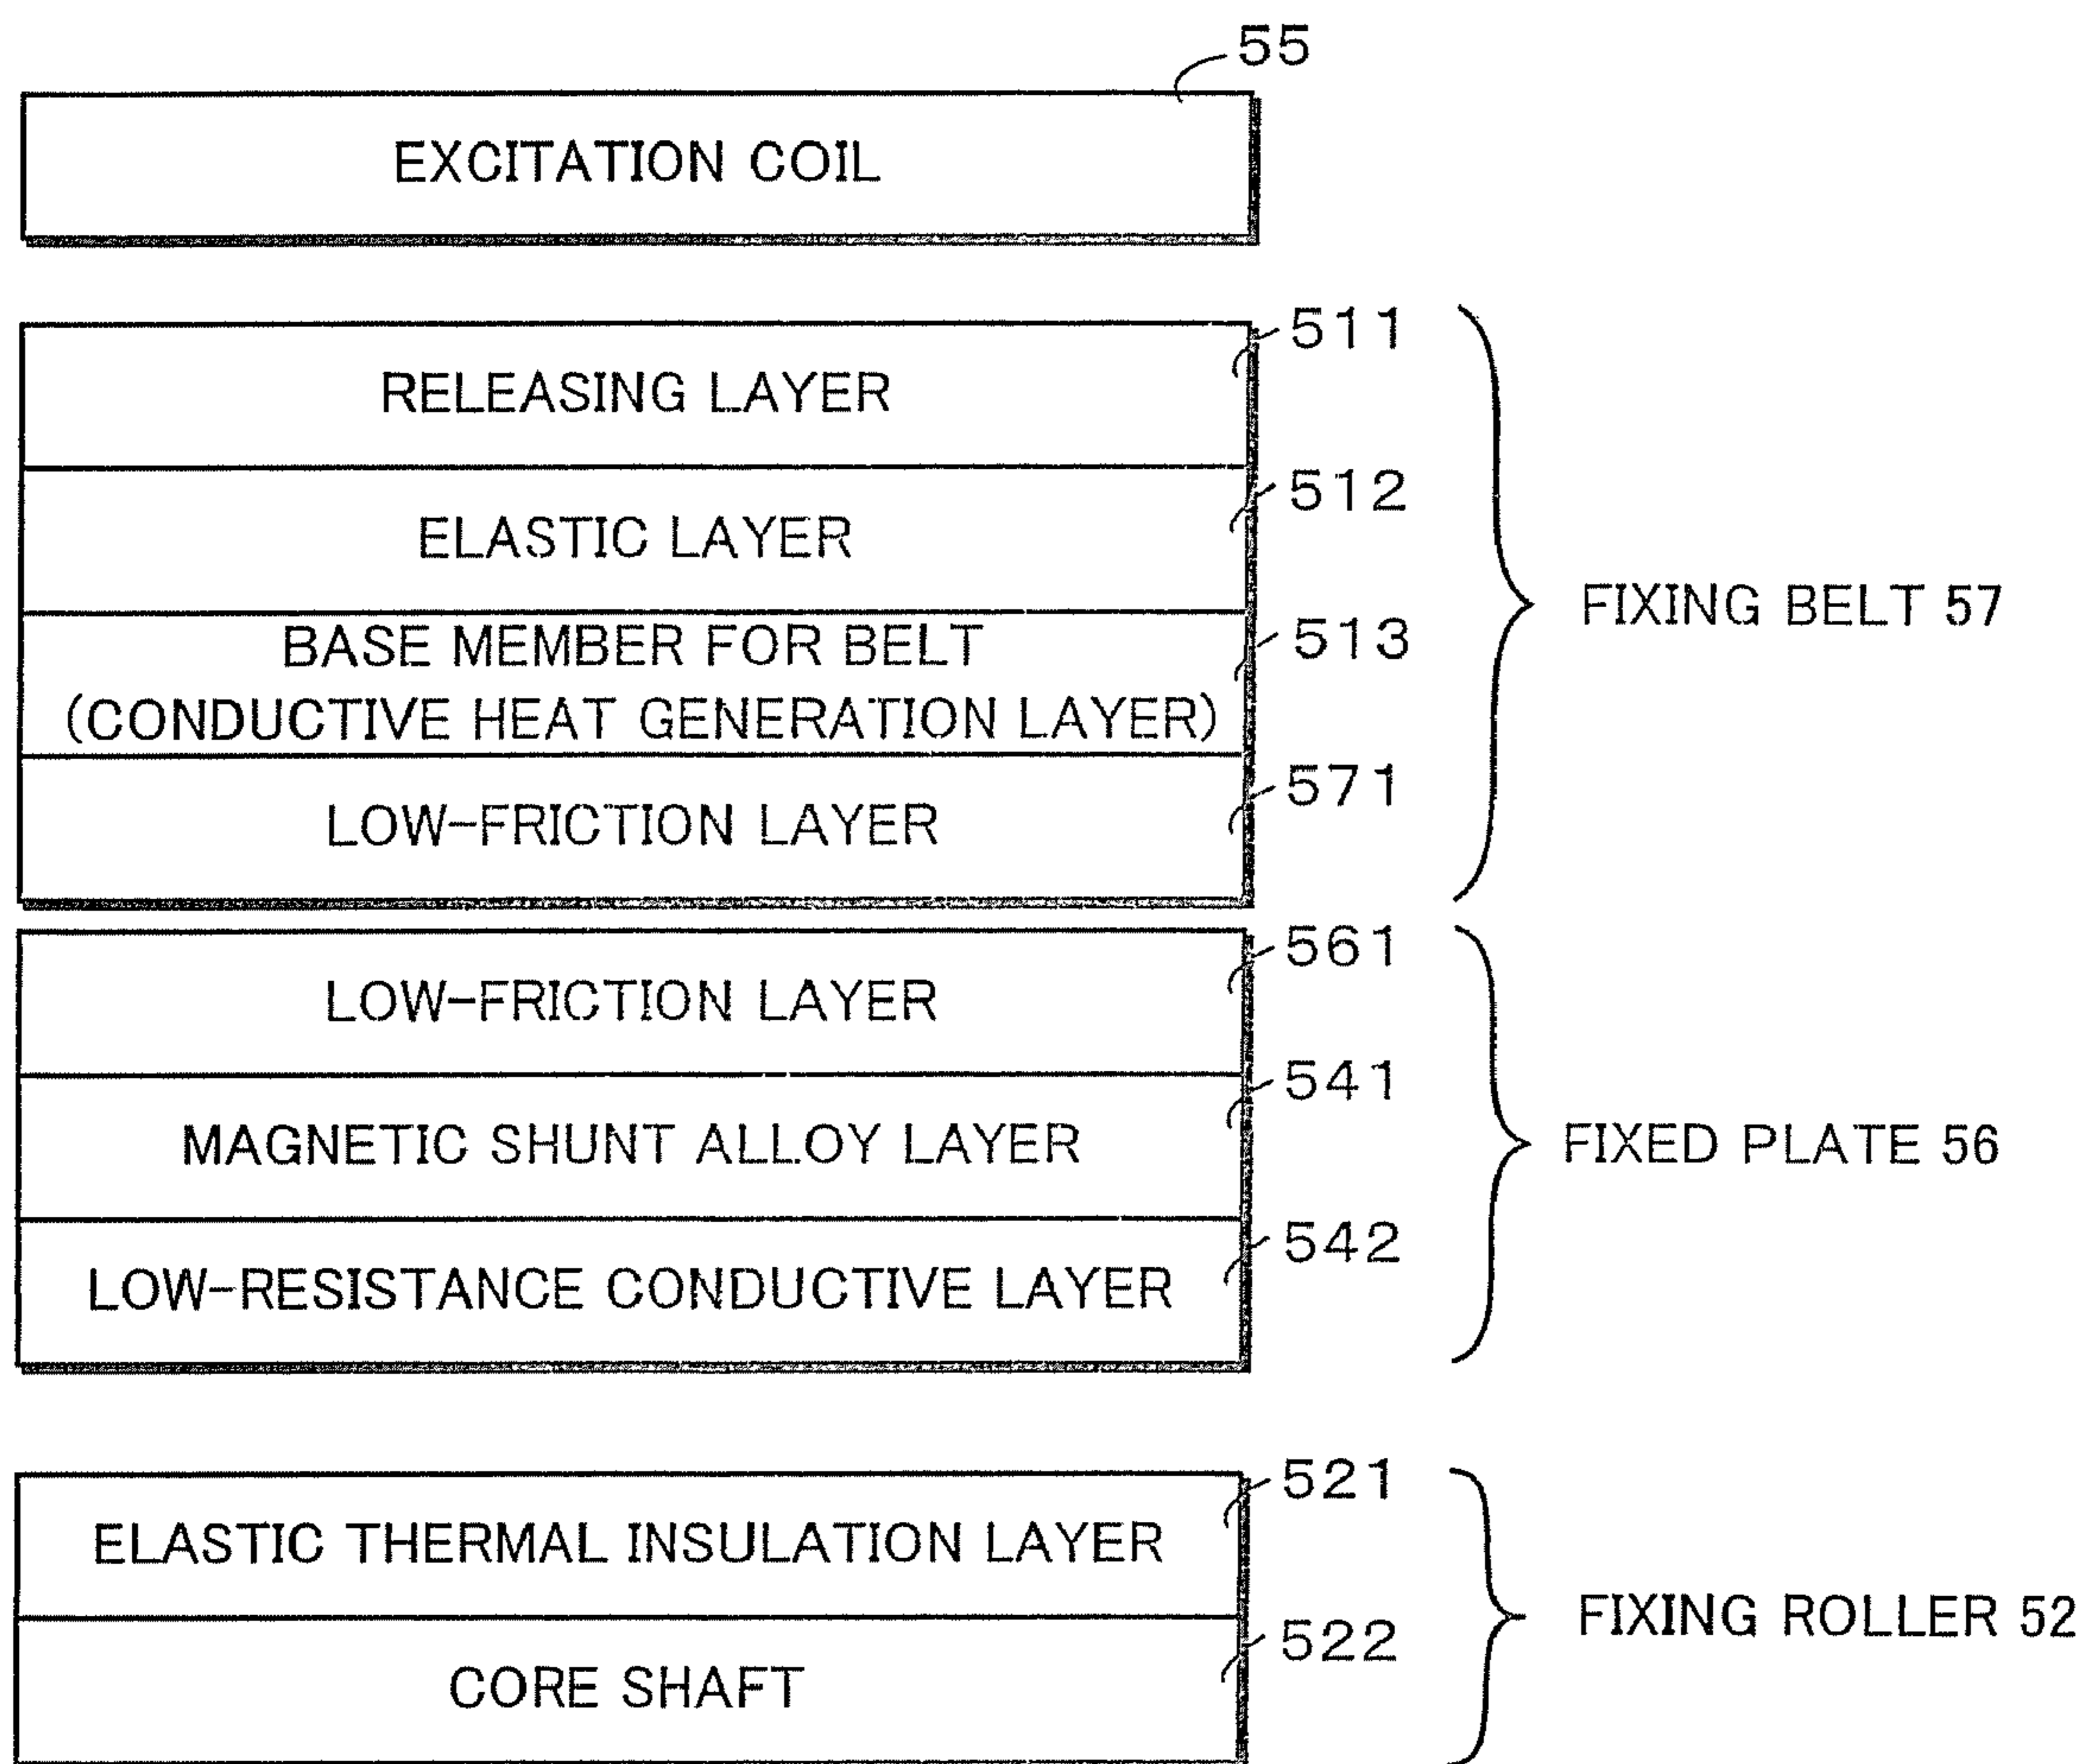 55
EXCITATION COIL
511
RELEASING LAYER
512
ELASTIC LAYER
513
BASE MEMBER FOR BELT
(CONDUCTIVE HEAT GENERATION LAYER)
571
LOW-FRICTION LAYER
FIXING BELT 57
561
LOW-FRICTION LAYER
541
MAGNETIC SHUNT ALLOY LAYER
542
LOW-RESISTANCE CONDUCTIVE LAYER
FIXED PLATE 56
521
ELASTIC THERMAL INSULATION LAYER
522
CORE SHAFT
FIXING ROLLER 52